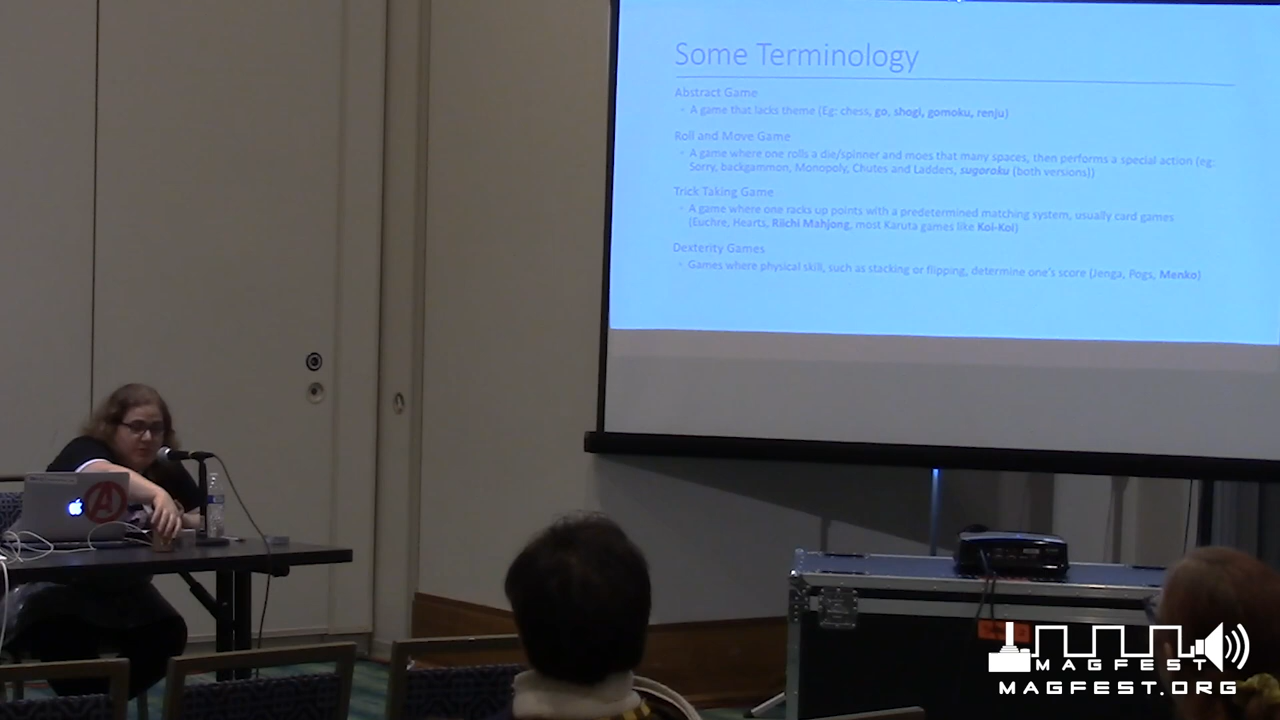 Some Terminology
Abstract Game
A game that lacks theme (Eg: chess, go, shogi, gomoku, renju)
Roll and Move Game
A game where one rolls a die/spinner and moes that many spaces, then performs a special action (eg:
Sorry, backgammon, Monopoly, Chutes and Ladders, sugoroku (both versions))
Trick Taking Game
A game where one racks up points with a predetermined matching system, usually card games
(Euchre, Hearts, Riichi Mahjong, most Karuta games like Koi-Koi)
Dexterity Games
Games where physical skill, such as stacking or flipping, determine one's score (Jenga, Pogs, Menko)
MAGFEST
MAGFEST.ORG